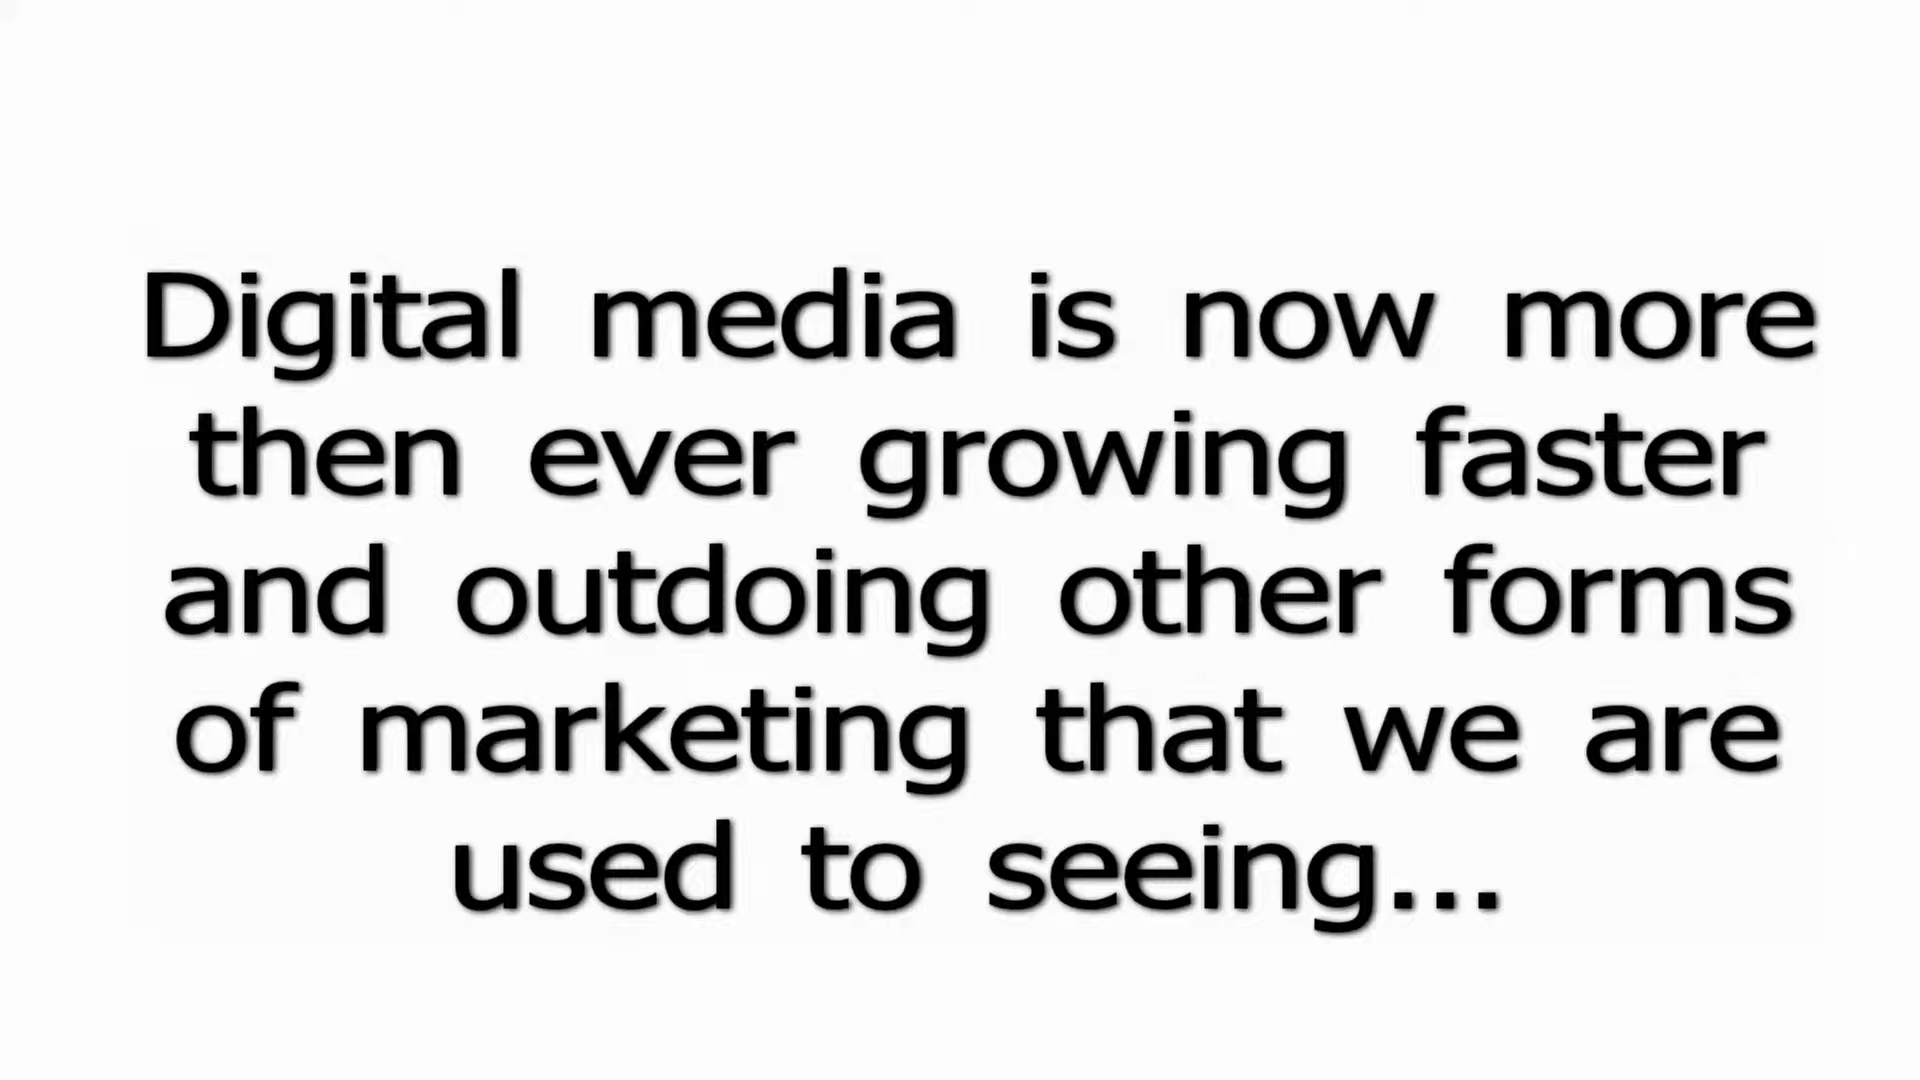 Digital media is now more
then ever growing faster
and outdoing other forms
of marketing that we are
used to seeing...